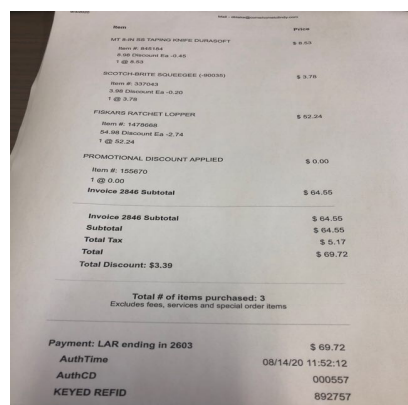 Item Price
MT 8-IN SS TAPING KNIFE DURASOFT $ 8.53
Item #: 845184
8.98 Discount Ea -0.45
1 @ 8.53
SCOTCH-BRITE SQUEEGEE (-90035) $ 3.78
Item #: 337043
3.98 Discount Ea -0.20
1 @ 3.78
FISKARS RATCHET LOPPER $ 52.24
Item #: 1478668
54.98 Discount Ea -2.74
1 @ 52.24
PROMOTIONAL DISCOUNT APPLIED $ 0.00
Item #: 155670
1 @ 0.00
Invoice 2846 Subtotal $ 64.55
Invoice 2846 Subtotal $ 64.55
Subtotal $ 64.55
Total Tax $ 5.17
Total $ 69.72
Total Discount: $3.39
Total # of items purchased: 3
Excludes fees, services and special order items
Payment: LAR ending in 2603 $ 69.72
AuthTime 08/14/20 11:52:12
AuthCD 000557
KEYED REFID 892757